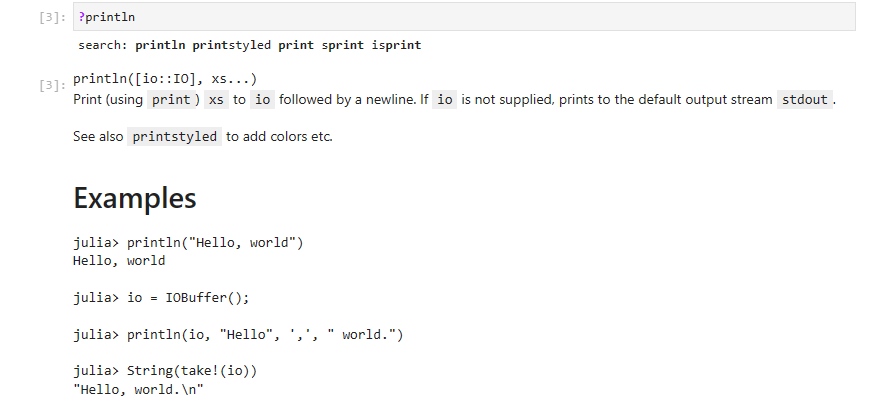 [3]: ?println
search: println printstyled print sprint isprint
[3]: println([io::IO], xs...)
Print (using print) xs to io followed by a newline. If io is not supplied, prints to the default output stream stdout.
See also printstyled to add colors etc.
Examples
julia> println("Hello, world")
Hello, world
julia> io = IOBuffer();
julia> println(io, "Hello", ',', " world.")
julia> String(take!(io))
"Hello, world.\n"